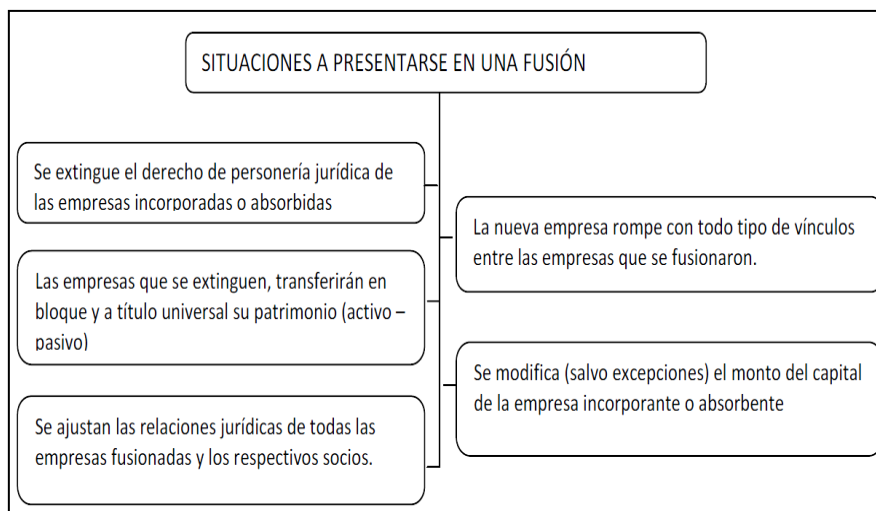 SITUACIONES A PRESENTARSE EN UNA FUSIÓN
Se extingue el derecho de personería jurídica de
las empresas incorporadas o absorbidas
La nueva empresa rompe con todo tipo de vínculos
entre las empresas que se fusionaron.
Las empresas que se extinguen, transferirán en
bloque y a título universal su patrimonio (activo –
pasivo)
Se modifica (salvo excepciones) el monto del capital
de la empresa incorporante o absorbente
Se ajustan las relaciones jurídicas de todas las
empresas fusionadas y los respectivos socios.